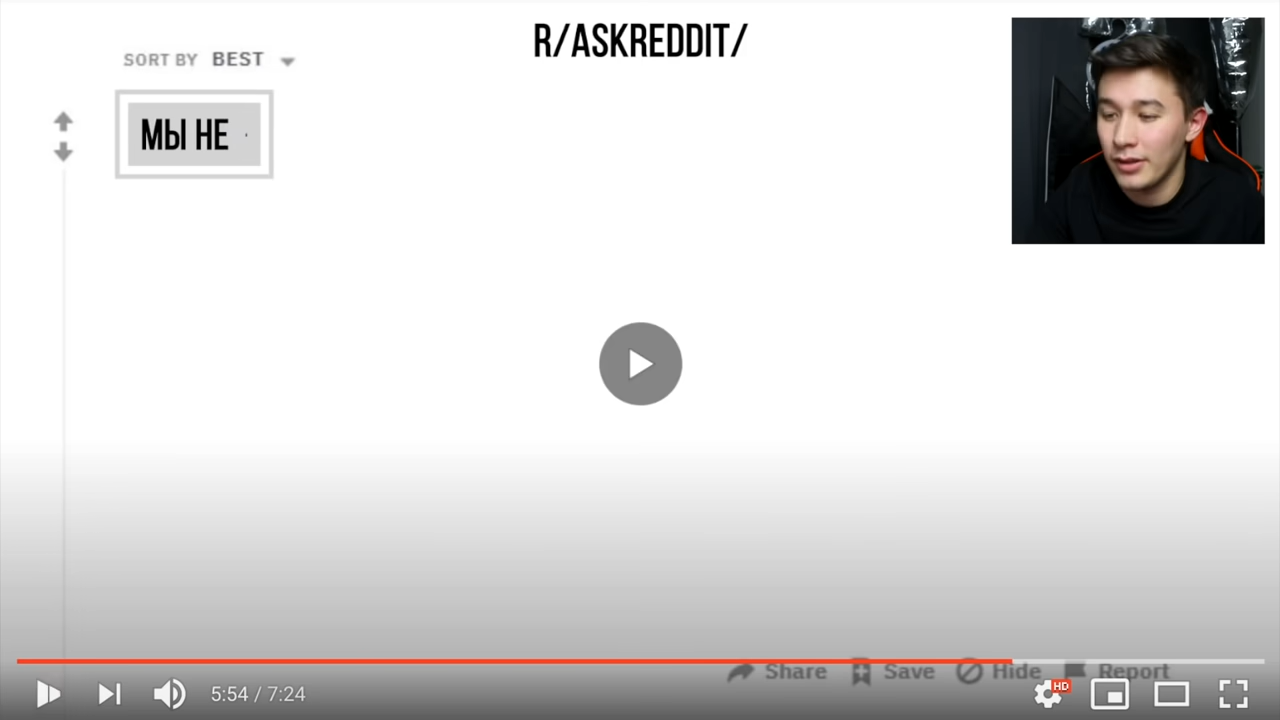 R/ASKREDDIT/
SORT BY BEST
МЫ НЕ
Share Save Hide Report
5:54 / 7:24
HD